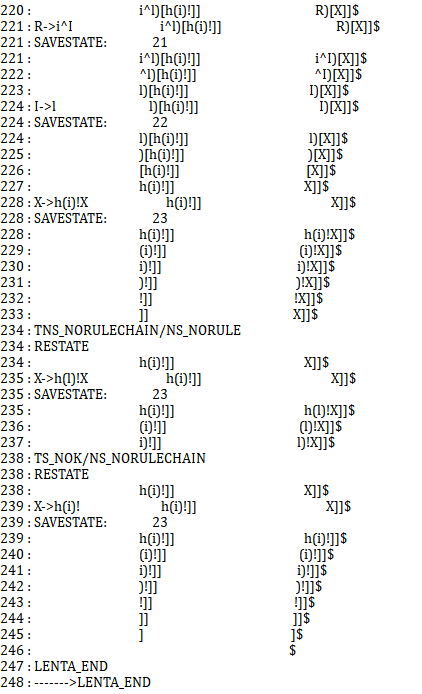 220 : i^l)[h(i)!]] R)[X]]$
221 : R->i^I i^l)[h(i)!]] R)[X]]$
221 : SAVESTATE: 21
221 : i^l)[h(i)!]] i^I)[X]]$
222 : ^l)[h(i)!]] ^I)[X]]$
223 : l)[h(i)!]] I)[X]]$
224 : I->l l)[h(i)!]] I)[X]]$
224 : SAVESTATE: 22
224 : l)[h(i)!]] l)[X]]$
225 : )[h(i)!]] )[X]]$
226 : [h(i)!]] [X]]$
227 : h(i)!]] X]]$
228 : X->h(i)!X h(i)!]] X]]$
228 : SAVESTATE: 23
228 : h(i)!]] h(i)!X]]$
229 : (i)!]] (i)!X]]$
230 : i)!]] i)!X]]$
231 : )!]] )!X]]$
232 : !]] !X]]$
233 : ]] X]]$
234 : TNS_NORULECHAIN/NS_NORULE
234 : RESTATE
234 : h(i)!]] X]]$
235 : X->h(l)!X h(i)!]] X]]$
235 : SAVESTATE: 23
235 : h(i)!]] h(l)!X]]$
236 : (i)!]] (l)!X]]$
237 : i)!]] l)!X]]$
238 : TS_NOK/NS_NORULECHAIN
238 : RESTATE
238 : h(i)!]] X]]$
239 : X->h(i)! h(i)!]] X]]$
239 : SAVESTATE: 23
239 : h(i)!]] h(i)!]]$
240 : (i)!]] (i)!]]$
241 : i)!]] i)!]]$
242 : )!]] )!]]$
243 : !]] !]]$
244 : ]] ]]$
245 : ] ]$
246 : $
247 : LENTA_END
248 : ------->LENTA_END